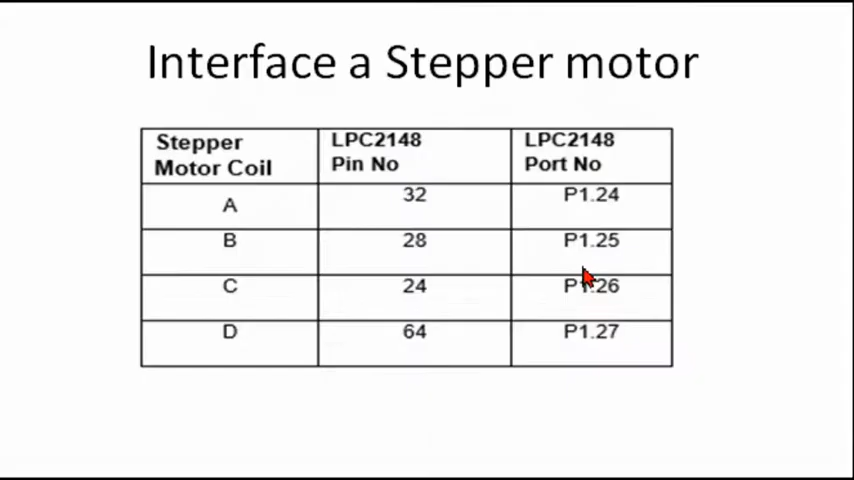 Interface a Stepper motor
Stepper Motor Coil LPC2148 Pin No LPC2148 Port No
A 32 P1.24
B 28 P1.25
C 24 P1.26
D 64 P1.27